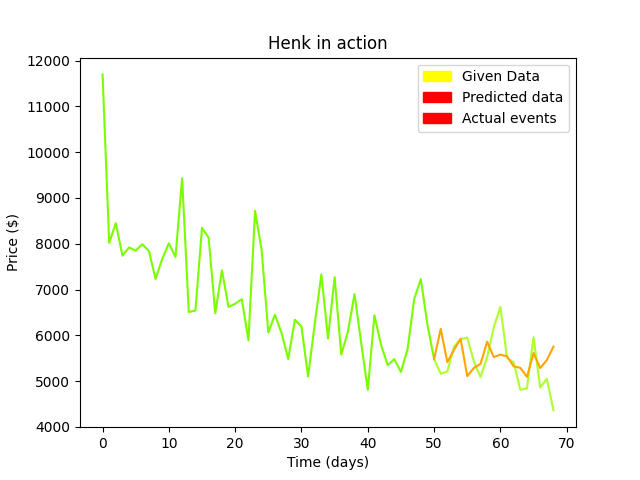 Henk in action
Given Data
Predicted data
Actual events
Price ($)
12000
11000
10000
9000
8000
7000
6000
5000
4000
0 10 20 30 40 50 60 70
Time (days)